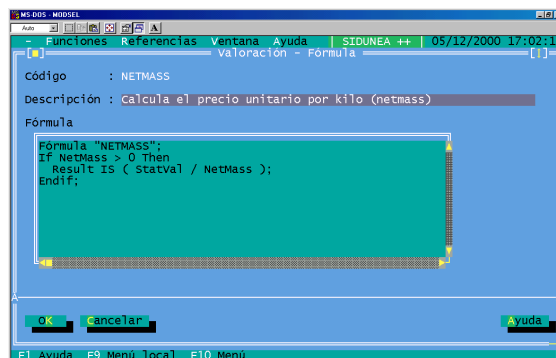 MS-DOS - MODSEL
Auto A
- Funciones Referencias Ventana Ayuda | SIDUNEA ++ | 05/12/2000 17:02:1
Valoración - Fórmula
Código : NETMASS
Descripción : Calcula el precio unitario por kilo (netmass)
Fórmula
Fórmula "NETMASS";
If NetMass > 0 Then
Result IS ( StatVal / NetMass );
Endif;
OK Cancelar Ayuda
F1 Ayuda F9 Menú local F10 Menú